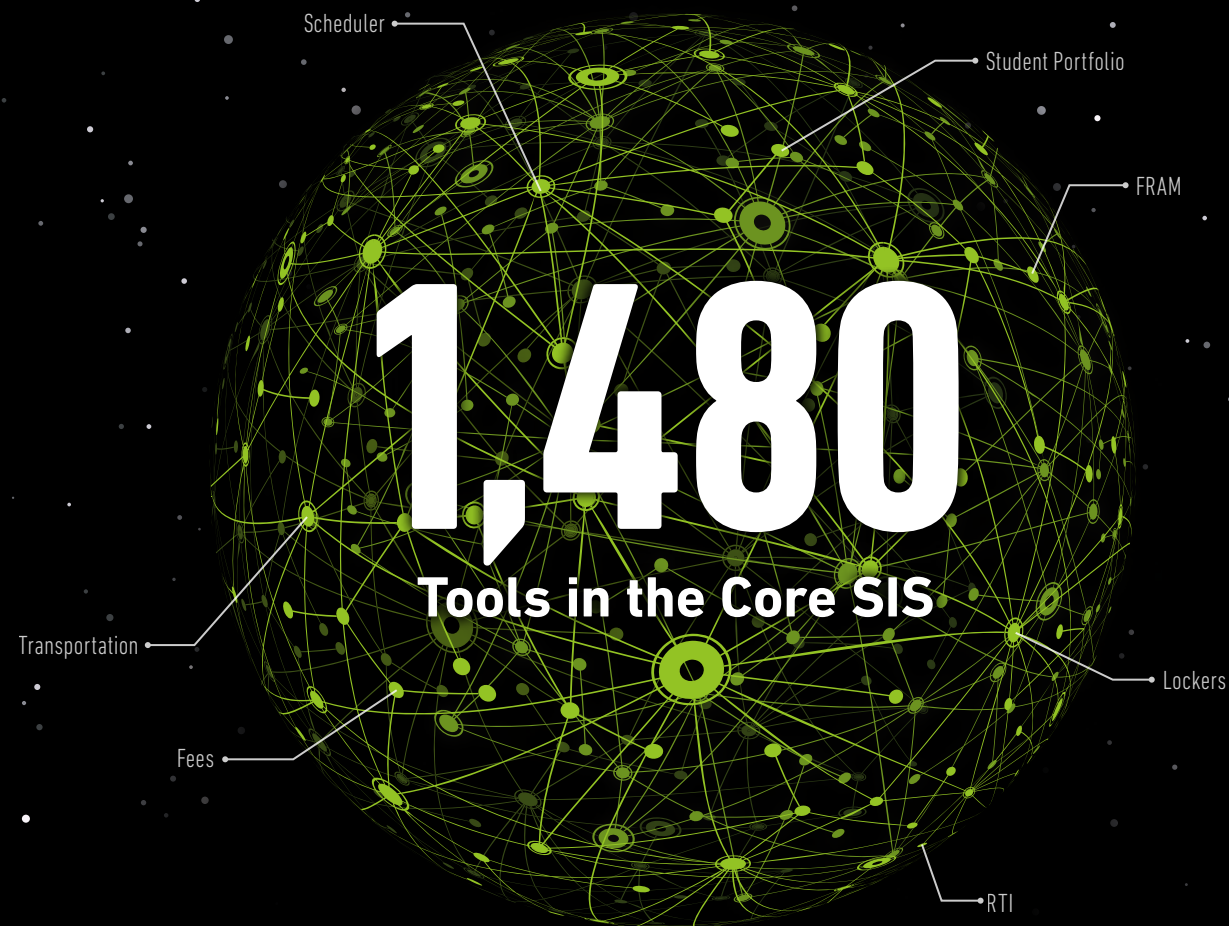 Scheduler
Student Portfolio
FRAM
1,480
Tools in the Core SIS
Transportation
Lockers
Fees
RTI